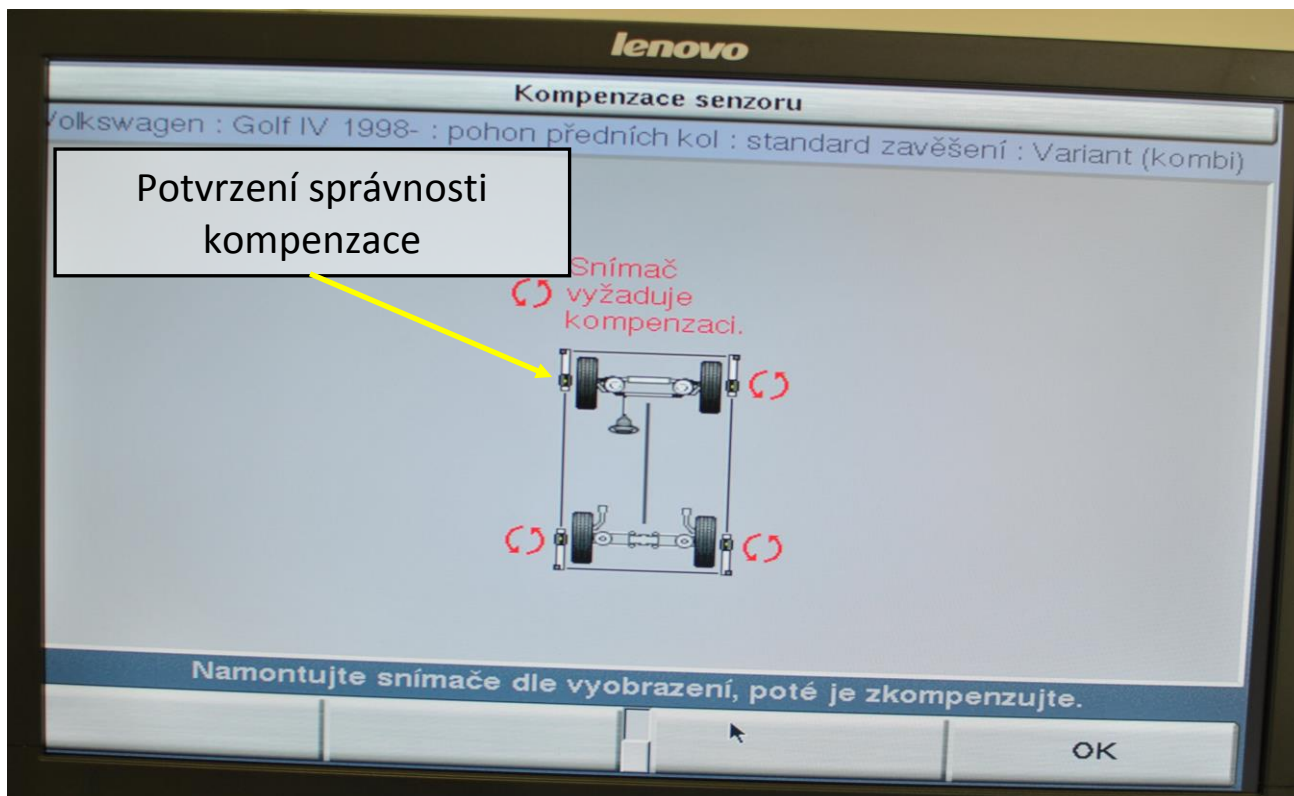 lenovo
Kompenzace senzoru
Volkswagen : Golf IV 1998- : pohon předních kol : standard zavěšení : Variant (kombi)
Potvrzení správnosti
kompenzace
Snímač
vyžaduje
kompenzaci.
Namontujte snímače dle vyobrazení, poté je zkompenzujte.
OK